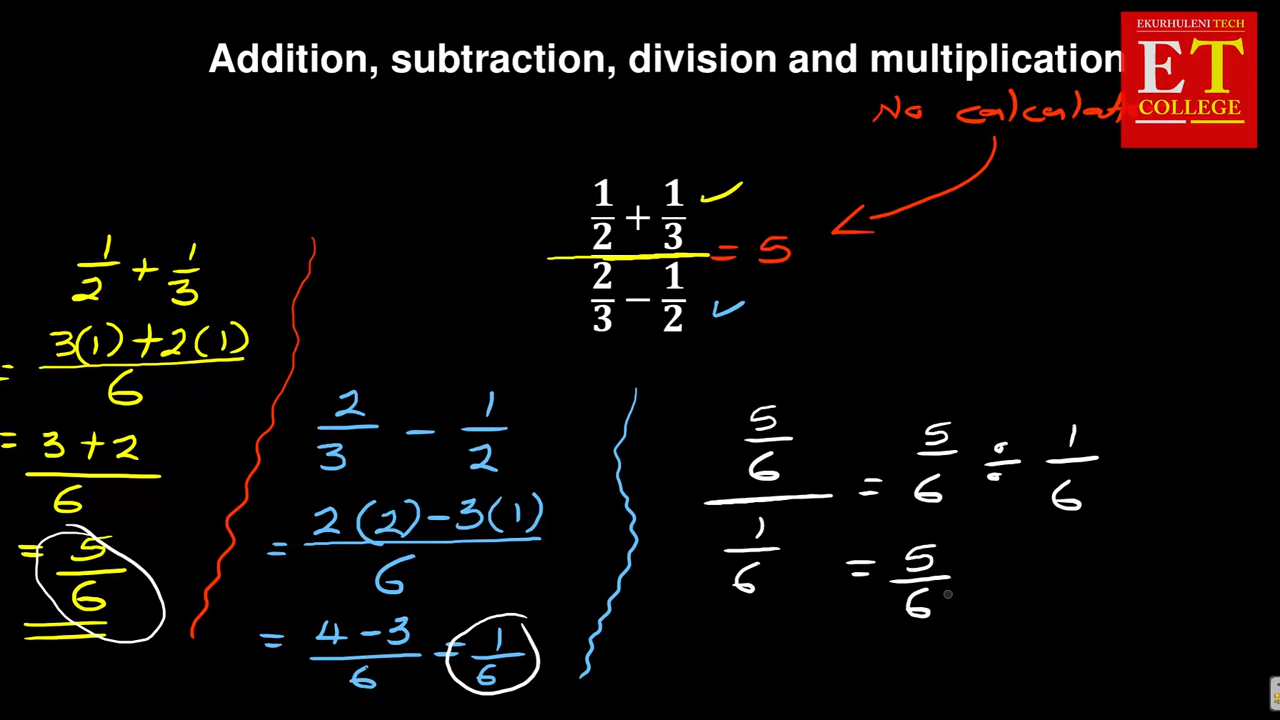 Addition, subtraction, division and multiplication
EKURHULENI TECH
ET
COLLEGE
No
1/2 + 1/3 ✓
―――― = 5
2/3 − 1/2 ✓
1/2 + 1/3
= (3(1)+2(1))/6
= (3+2)/6
= 5/6
2/3 − 1/2
= (2(2)−3(1))/6
= (4−3)/6 = 1/6
(5/6)/(1/6) = 5/6 ÷ 1/6
= 5/6